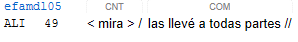 efamdl05 CNT COM
ALI 49 < mira > / las llevé a todas partes //